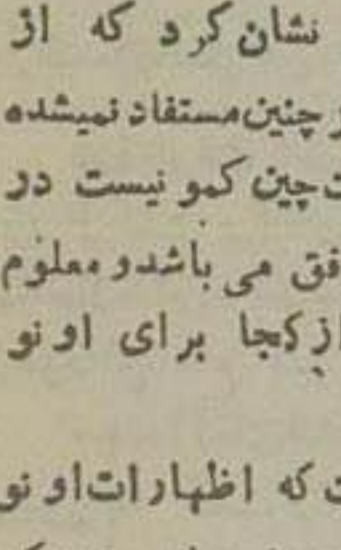 نشان کرد که از
چنین مستفاد نمیشده
چین کمو نیست در
فق می باشد و معلوم
از کجا برای او نو
ت که اظهارات او نو